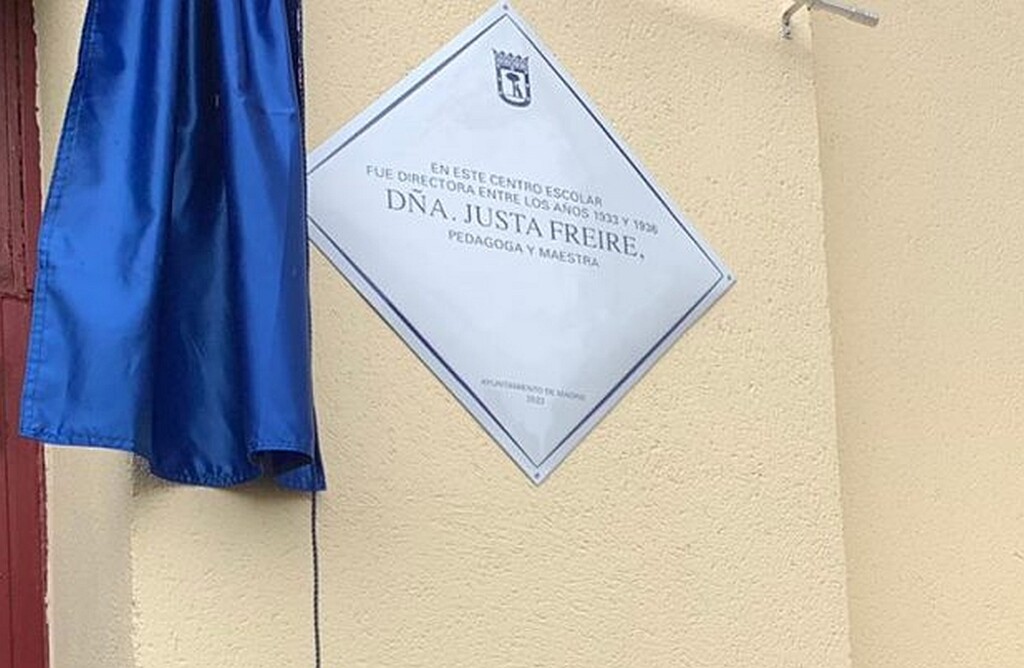 EN ESTE CENTRO ESCOLAR
FUE DIRECTORA ENTRE LOS AÑOS 1933 Y 1936
DÑA. JUSTA FREIRE,
PEDAGOGA Y MAESTRA
AYUNTAMIENTO DE MADRID
2022